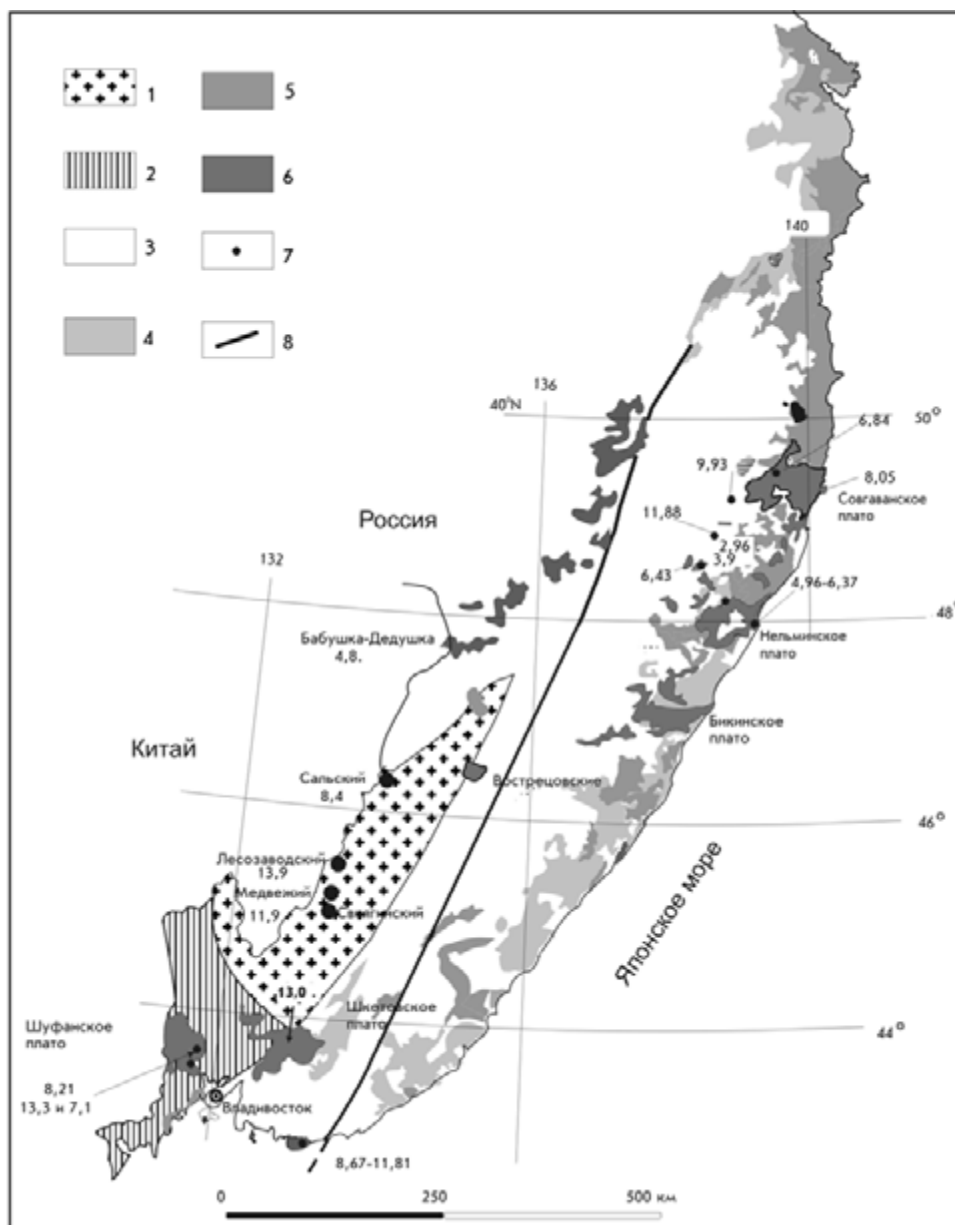 1
5
2
6
3
7
4
8
140
136
40°N
50°
6,84
9,93
8,05
Совгаванское
плато
Россия
11,88
2,96
3,9
6,43
4,96-6,37
132
48°
Бабушка-Дедушка
4,8.
Нельминское
плато
Бикинское
плато
Китай
Сальский
8,4
Вострецовские
46°
Лесозаводский
13,9
Медвежий
11,9
Свиягинский
Японское море
13,0
Шкотовское
плато
Шуфанское
плато
44°
8,21
13,3 и 7,1
Владивосток
8,67-11,81
0
250
500 км